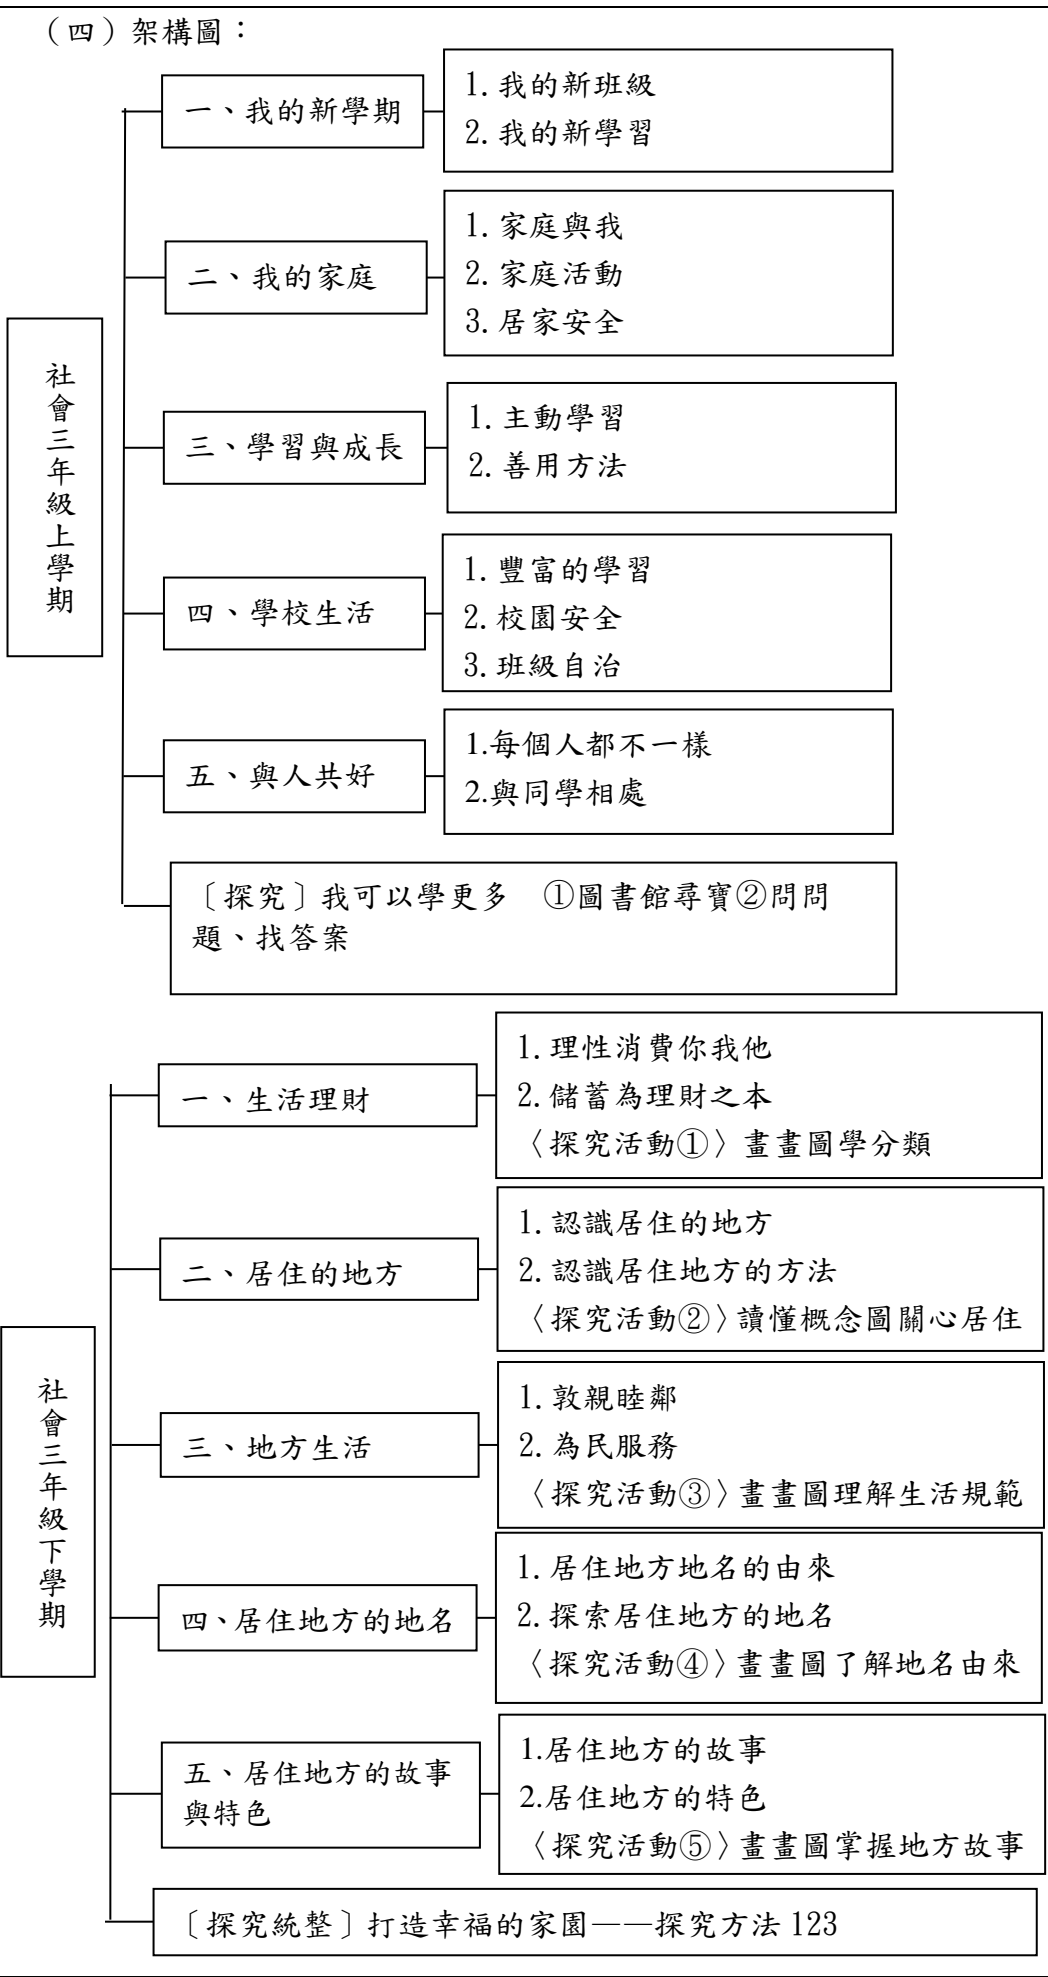 （四）架構圖：
社會三年級上學期
一、我的新學期
1. 我的新班級
2. 我的新學習
二、我的家庭
1. 家庭與我
2. 家庭活動
3. 居家安全
三、學習與成長
1. 主動學習
2. 善用方法
四、學校生活
1. 豐富的學習
2. 校園安全
3. 班級自治
五、與人共好
1.每個人都不一樣
2.與同學相處
〔探究〕我可以學更多　①圖書館尋寶②問問
題、找答案
社會三年級下學期
一、生活理財
1. 理性消費你我他
2. 儲蓄為理財之本
〈探究活動①〉畫畫圖學分類
二、居住的地方
1. 認識居住的地方
2. 認識居住地方的方法
〈探究活動②〉讀懂概念圖關心居住
三、地方生活
1. 敦親睦鄰
2. 為民服務
〈探究活動③〉畫畫圖理解生活規範
四、居住地方的地名
1. 居住地方地名的由來
2. 探索居住地方的地名
〈探究活動④〉畫畫圖了解地名由來
五、居住地方的故事
與特色
1.居住地方的故事
2.居住地方的特色
〈探究活動⑤〉畫畫圖掌握地方故事
〔探究統整〕打造幸福的家園——探究方法 123